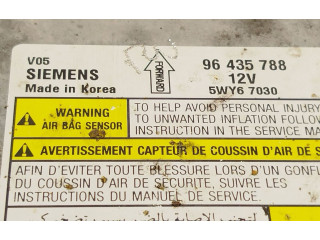 V05
SIEMENS
Made in Korea
FORWARD
96 435 788
12V
5WY6 7030
WARNING
AIR BAG SENSOR
TO HELP AVOID PERSONAL INJURY
TO UNWANTED INFLATION FOLLOW
INSTRUCTION IN THE SERVICE MA
AVERTISSEMENT CAPTEUR DE COUSSIN D'AIR DE S
AFIN D'EVITER TOUTE BLESSURE LORS D'UN GONFL
DU COUSSIN D'AIR DE SECURITE, SUIVRE LES
INSTRUCTIONS DU MANUEL DE SERVICE.